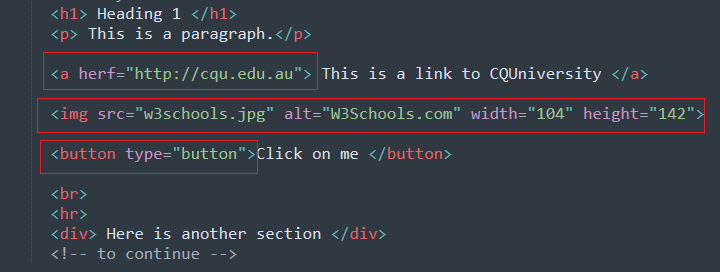 <h1> Heading 1 </h1>
<p> This is a paragraph.</p>
<a herf="http://cqu.edu.au"> This is a link to CQUniversity </a>
<img src="w3schools.jpg" alt="W3Schools.com" width="104" height="142">
<button type="button">Click on me </button>
<br>
<hr>
<div> Here is another section </div>
<!-- to continue -->